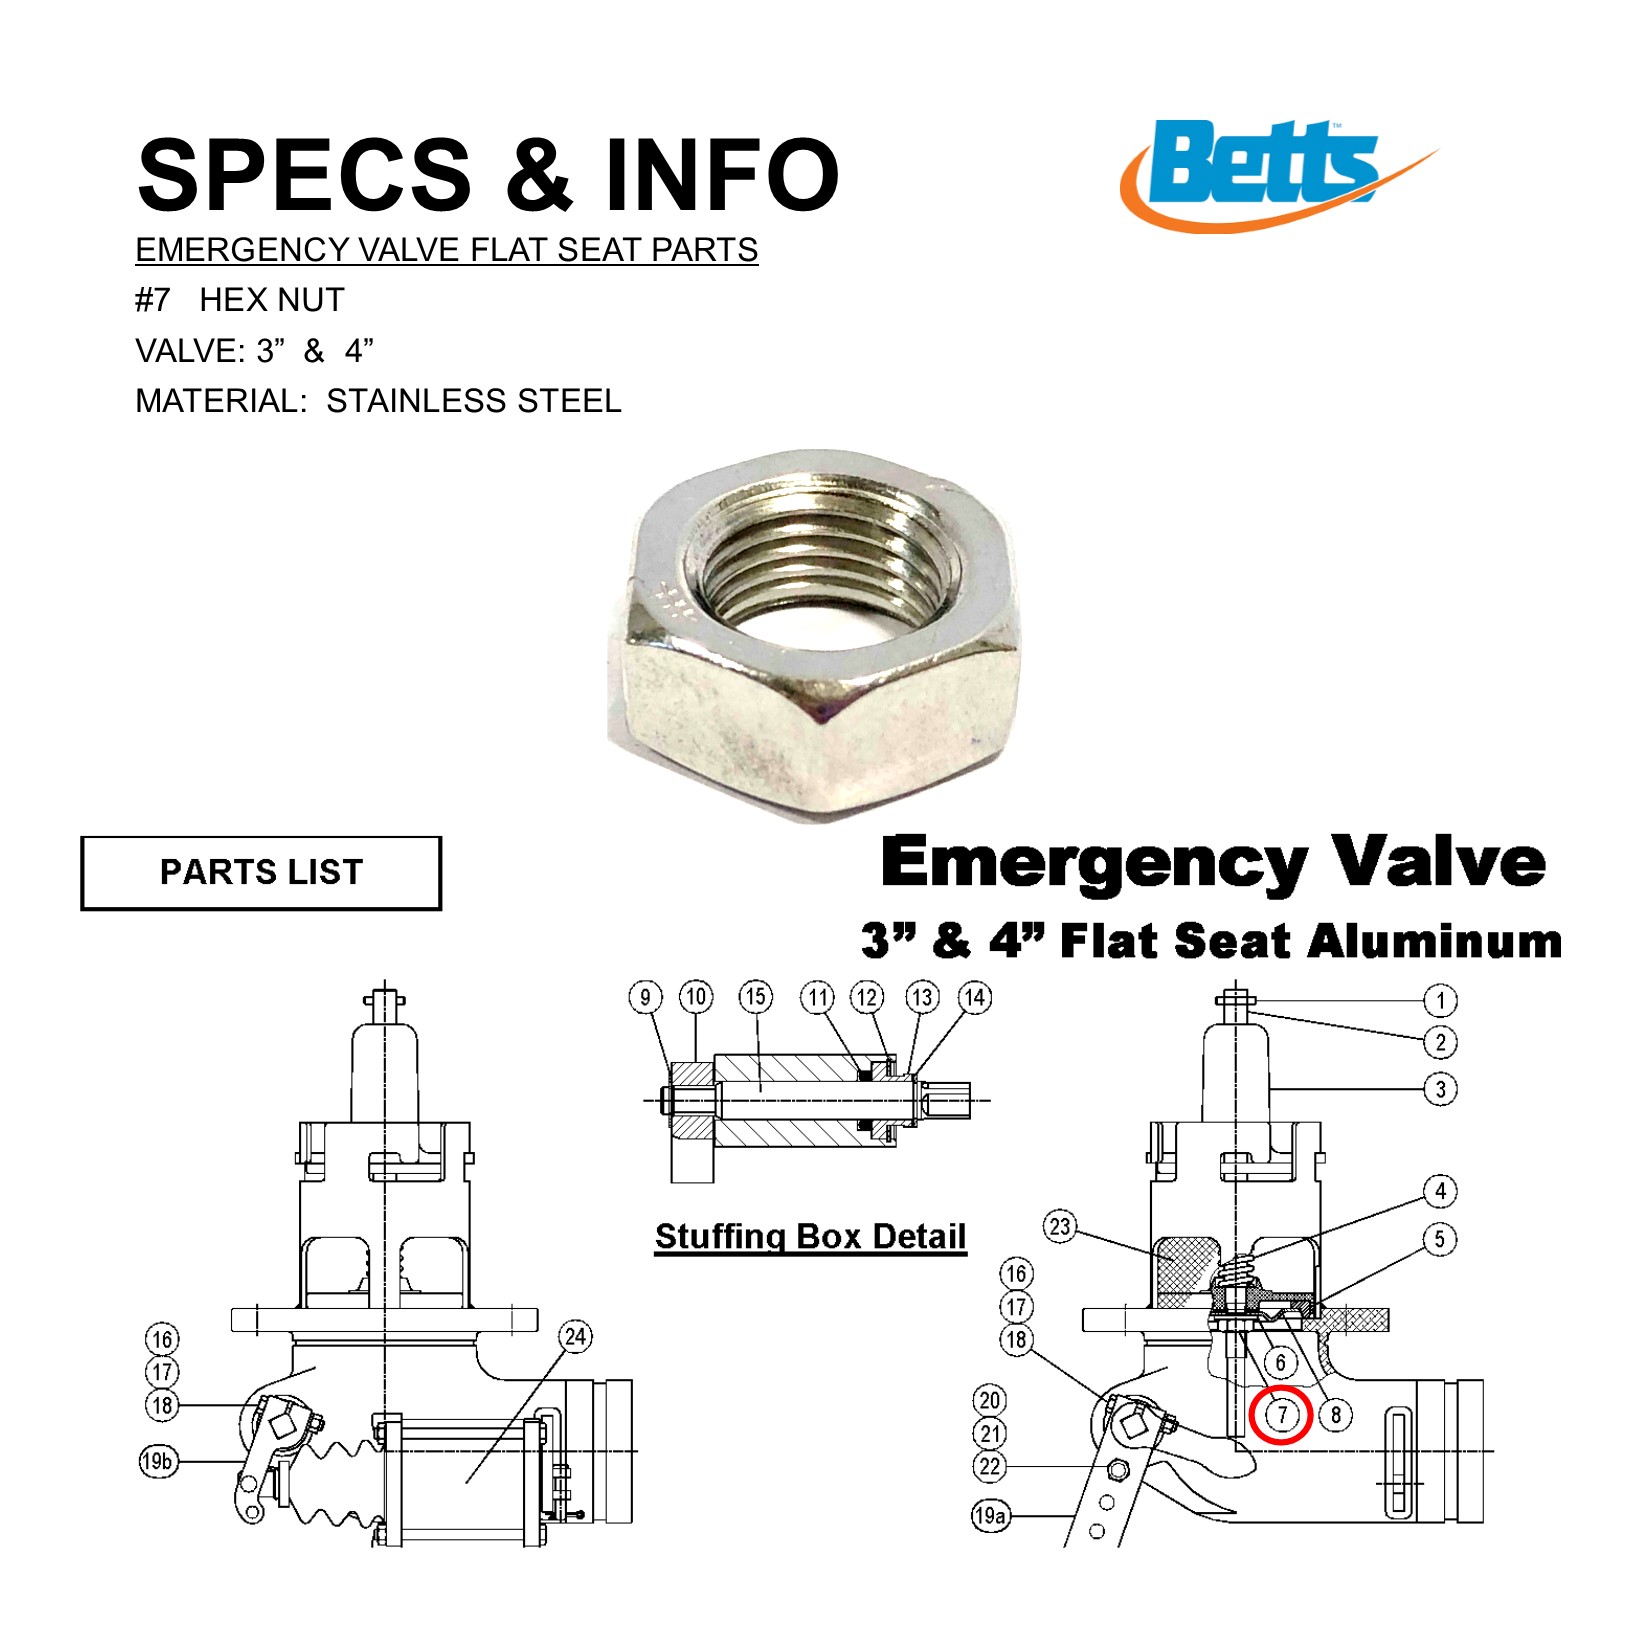 SPECS & INFO
Betts™
EMERGENCY VALVE FLAT SEAT PARTS
#7 HEX NUT
VALVE: 3” & 4”
MATERIAL: STAINLESS STEEL
PARTS LIST
Emergency Valve
3” & 4” Flat Seat Aluminum
9 10 15 11 12 13 14
Stuffing Box Detail
16
17
18
19b
24
1
2
3
4
5
23
16
17
18
6
7
8
20
21
22
19a